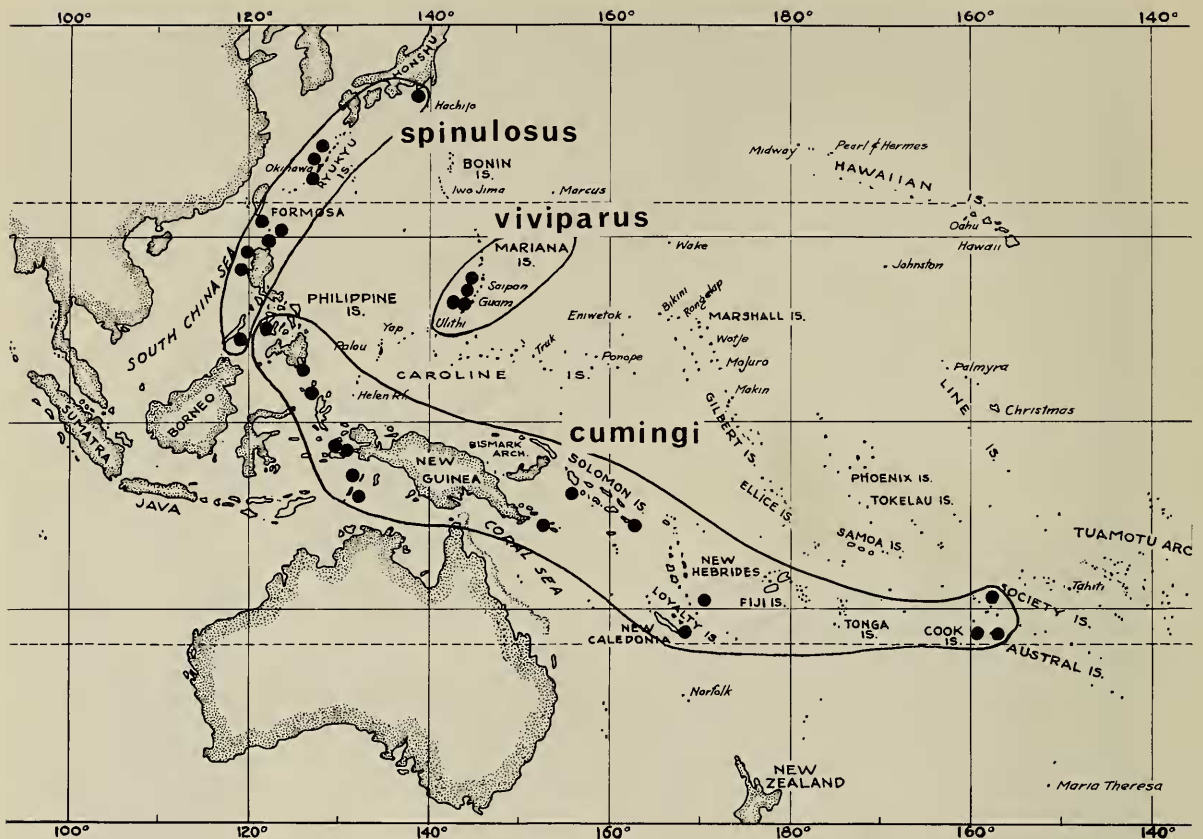 100° 120° 140° 160° 180° 160° 140°
HONSHU
Hachijo
spinulosus
Okinawa
RYUKYU
IS.
BONIN
IS.
Iwo Jima
Marcus
Midway
Pearl & Hermes
HAWAIIAN
IS.
Oahu
Hawaii
FORMOSA
viviparus
MARIANA
IS.
Saipan
Guam
Wake
Johnston
SOUTH CHINA SEA
PHILIPPINE
IS.
Ulithi
Yap
Palau
Eniwetok
Bikini
Rongelap
MARSHALL IS.
Wotje
Majuro
Truk
Ponape
CAROLINE IS.
Helen Rf.
Makin
Palmyra
LINE
IS.
Christmas
SUMATRA
BORNEO
cumingi
GILBERT IS.
BISMARK
ARCH.
NEW
GUINEA
SOLOMON IS.
JAVA
ELLICE IS.
PHOENIX IS.
TOKELAU IS.
SAMOA IS.
TUAMOTU ARC
CORAL SEA
NEW
HEBRIDES
FIJI IS.
LOYALTY IS.
NEW
CALEDONIA
TONGA
IS.
COOK
IS.
SOCIETY IS.
Tahiti
AUSTRAL IS.
Norfolk
NEW
ZEALAND
Maria Theresa
100° 120° 140° 160° 180° 160° 140°